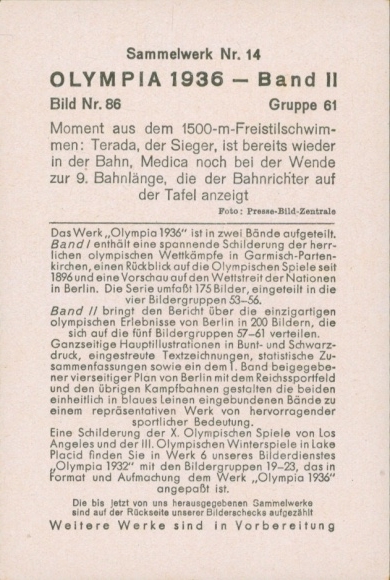 Sammelwerk Nr. 14
OLYMPIA 1936 — Band II
Bild Nr. 86 Gruppe 61
Moment aus dem 1500-m-Freistilschwim-
men: Terada, der Sieger, ist bereits wieder
in der Bahn, Medica noch bei der Wende
zur 9. Bahnlänge, die der Bahnrichter auf
der Tafel anzeigt
Foto: Presse-Bild-Zentrale
Das Werk „Olympia 1936" ist in zwei Bände aufgeteilt.
Band I enthält eine spannende Schilderung der herr-
lichen olympischen Wettkämpfe in Garmisch-Parten-
kirchen, einen Rückblick auf die Olympischen Spiele seit
1896 und eine Vorschau auf den Wettstreit der Nationen
in Berlin. Die Serie umfaßt 175 Bilder, eingeteilt in die
vier Bildergruppen 53–56.
Band II bringt den Bericht über die einzigartigen
olympischen Erlebnisse von Berlin in 200 Bildern, die
sich auf die fünf Bildergruppen 57–61 verteilen.
Ganzseitige Hauptillustrationen in Bunt- und Schwarz-
druck, eingestreute Textzeichnungen, statistische Zu-
sammenfassungen sowie ein dem I. Band beigegebe-
ner vierseitiger Plan von Berlin mit dem Reichssportfeld
und den übrigen Kampfbahnen gestalten die beiden
einheitlich in blaues Leinen eingebundenen Bände zu
einem repräsentativen Werk von hervorragender
sportlicher Bedeutung.
Eine Schilderung der X. Olympischen Spiele von Los
Angeles und der III. Olympischen Winterspiele in Lake
Placid finden Sie in Werk 6 unseres Bilderdienstes
„Olympia 1932" mit den Bildergruppen 19–23, das in
Format und Aufmachung dem Werk „Olympia 1936"
angepaßt ist.
Die bis jetzt von uns herausgegebenen Sammelwerke
sind auf der Rückseite unserer Bilderschecks aufgezählt
Weitere Werke sind in Vorbereitung